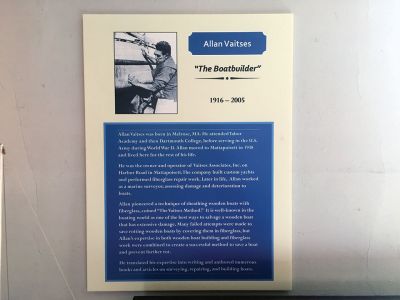 Allan Vaitses
"The Boatbuilder"
1916 – 2005
Allan Vaitses was born in Melrose, MA. He attended Tabor
Academy and then Dartmouth College, before serving in the U.S.
Army during World War II. Allan moved to Mattapoisett in
and lived here for the rest of his life.
He was the owner and operator of Vaitses Associates, Inc. on
Harbor Road in Mattapoisett. The company built custom yachts
and performed fiberglass repair work. Later in life, Allan worked
as a marine surveyor, assessing damage and deterioration to
boats.
Allan pioneered a technique of sheathing wooden boats with
fiberglass, coined "The Vaitses Method." It is well-known in the
boating world as one of the best ways to salvage a wooden boat
that has extensive damage. Many failed attempts were made to
save rotting wooden boats by covering them in fiberglass, but
Allan's expertise in both wooden boat building and fiberglass
work were combined to create a successful method to save a boat
and prevent further rot.
He translated his expertise into writing and authored numerous
books and articles on surveying, repairing, and building boats.